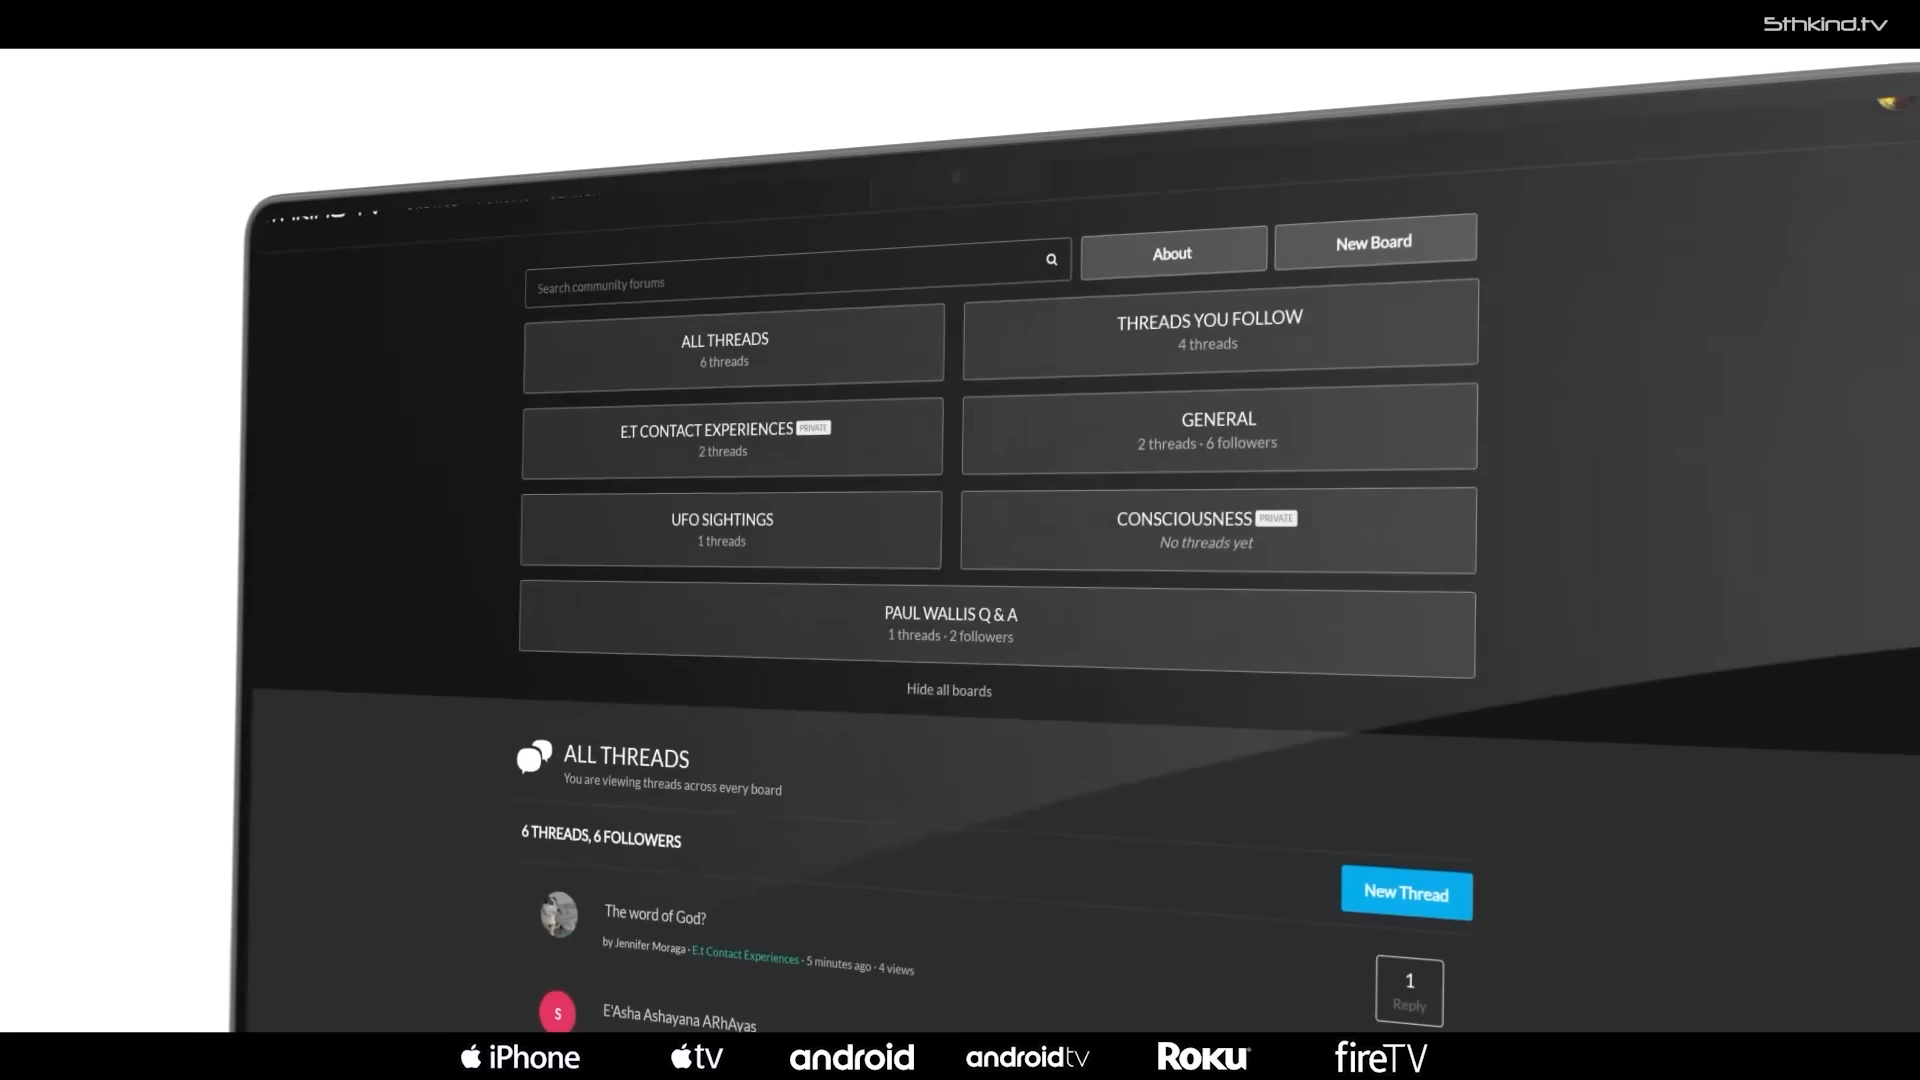 5thkind.tv
About
New Board
Search community forums
ALL THREADS
6 threads
THREADS YOU FOLLOW
4 threads
E.T CONTACT EXPERIENCES PRIVATE
2 threads
GENERAL
2 threads · 6 followers
UFO SIGHTINGS
1 threads
CONSCIOUSNESS PRIVATE
No threads yet
PAUL WALLIS Q & A
1 threads · 2 followers
Hide all boards
ALL THREADS
You are viewing threads across every board
6 THREADS, 6 FOLLOWERS
New Thread
The word of God?
by Jennifer Moraga · E.t Contact Experiences · 5 minutes ago · 4 views
1
Reply
S
E'Asha Ashayana ARhAyas
iPhone
tv
android
androidtv
ROKU
fireTV